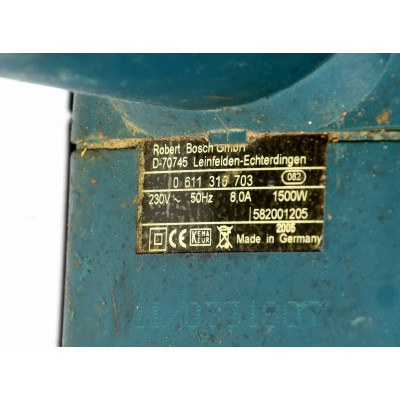 Robert Bosch GmbH
D-70745 Leinfelden-Echterdingen
0 611 316 703 082
230V ~ 50Hz 8,0A 1500W
582001205
2005
CE KEMA KEUR Made in Germany